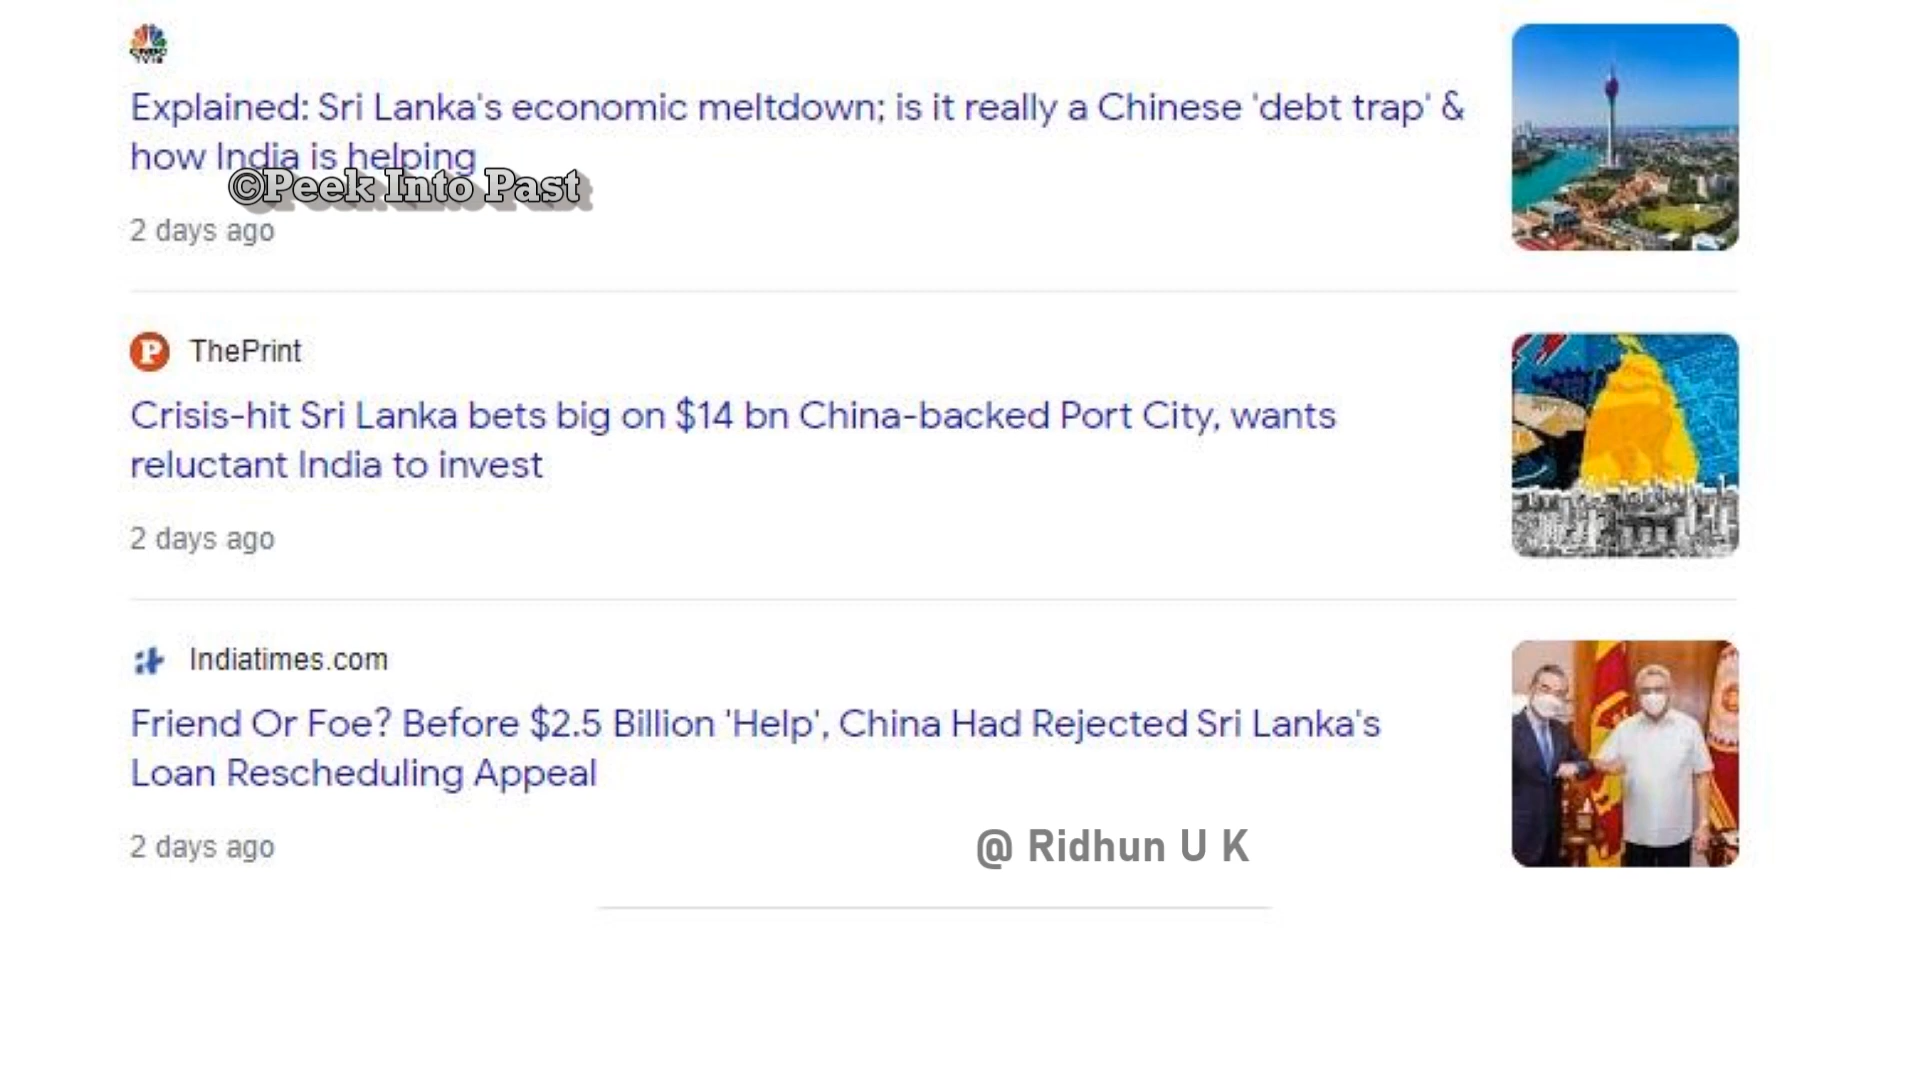 CNBC
TV18
Explained: Sri Lanka's economic meltdown; is it really a Chinese 'debt trap' &
how India is helping
©Peek Into Past
2 days ago
P ThePrint
Crisis-hit Sri Lanka bets big on $14 bn China-backed Port City, wants
reluctant India to invest
2 days ago
Indiatimes.com
Friend Or Foe? Before $2.5 Billion 'Help', China Had Rejected Sri Lanka's
Loan Rescheduling Appeal
2 days ago
@ Ridhun U K